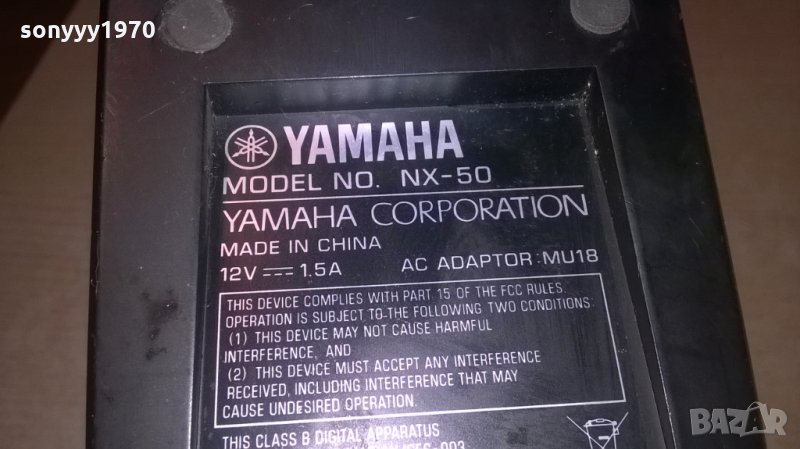 sonyyy1970
YAMAHA
MODEL NO. NX-50
YAMAHA CORPORATION
MADE IN CHINA
12V ⎓ 1.5A AC ADAPTOR:MU18
THIS DEVICE COMPLIES WITH PART 15 OF THE FCC RULES.
OPERATION IS SUBJECT TO THE FOLLOWING TWO CONDITIONS:
(1) THIS DEVICE MAY NOT CAUSE HARMFUL
INTERFERENCE, AND
(2) THIS DEVICE MUST ACCEPT ANY INTERFERENCE
RECEIVED, INCLUDING INTERFERENCE THAT MAY
CAUSE UNDESIRED OPERATION.
THIS CLASS B DIGITAL APPARATUS
BAZAR